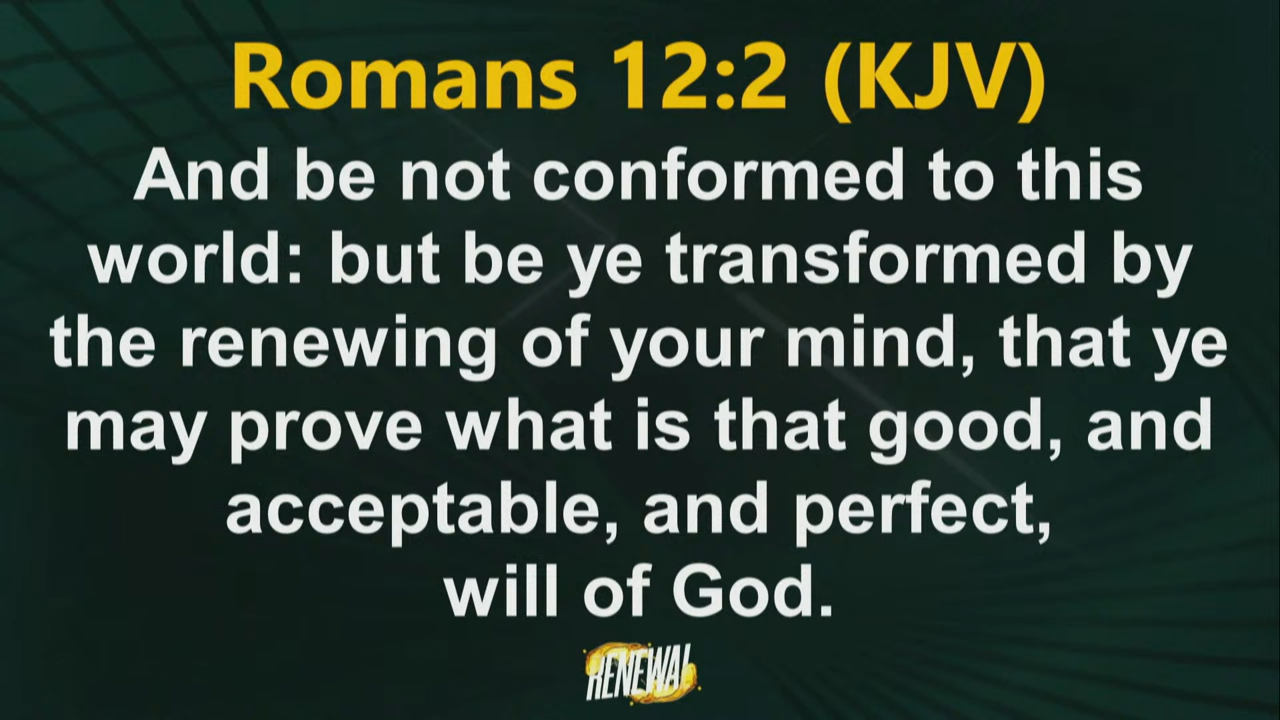 Romans 12:2 (KJV)
And be not conformed to this
world: but be ye transformed by
the renewing of your mind, that ye
may prove what is that good, and
acceptable, and perfect,
will of God.
RENEWAL